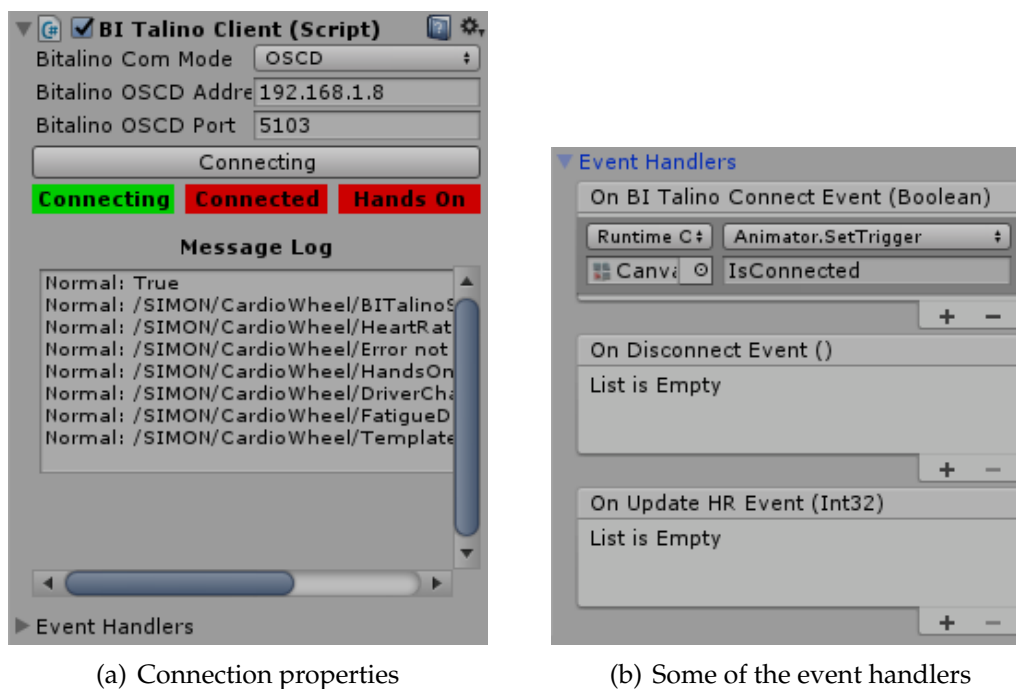 BI Talino Client (Script)
Bitalino Com Mode OSCD
Bitalino OSCD Addre 192.168.1.8
Bitalino OSCD Port 5103
Connecting
Connecting Connected Hands On
Message Log
Normal: True
Normal: /SIMON/CardioWheel/BITalinoS
Normal: /SIMON/CardioWheel/HeartRat
Normal: /SIMON/CardioWheel/Error not
Normal: /SIMON/CardioWheel/HandsOn
Normal: /SIMON/CardioWheel/DriverCha
Normal: /SIMON/CardioWheel/FatigueD
Normal: /SIMON/CardioWheel/Template
Event Handlers
(a) Connection properties
Event Handlers
On BI Talino Connect Event (Boolean)
Runtime C Animator.SetTrigger
Canva IsConnected
+ −
On Disconnect Event ()
List is Empty
+ −
On Update HR Event (Int32)
List is Empty
+ −
(b) Some of the event handlers